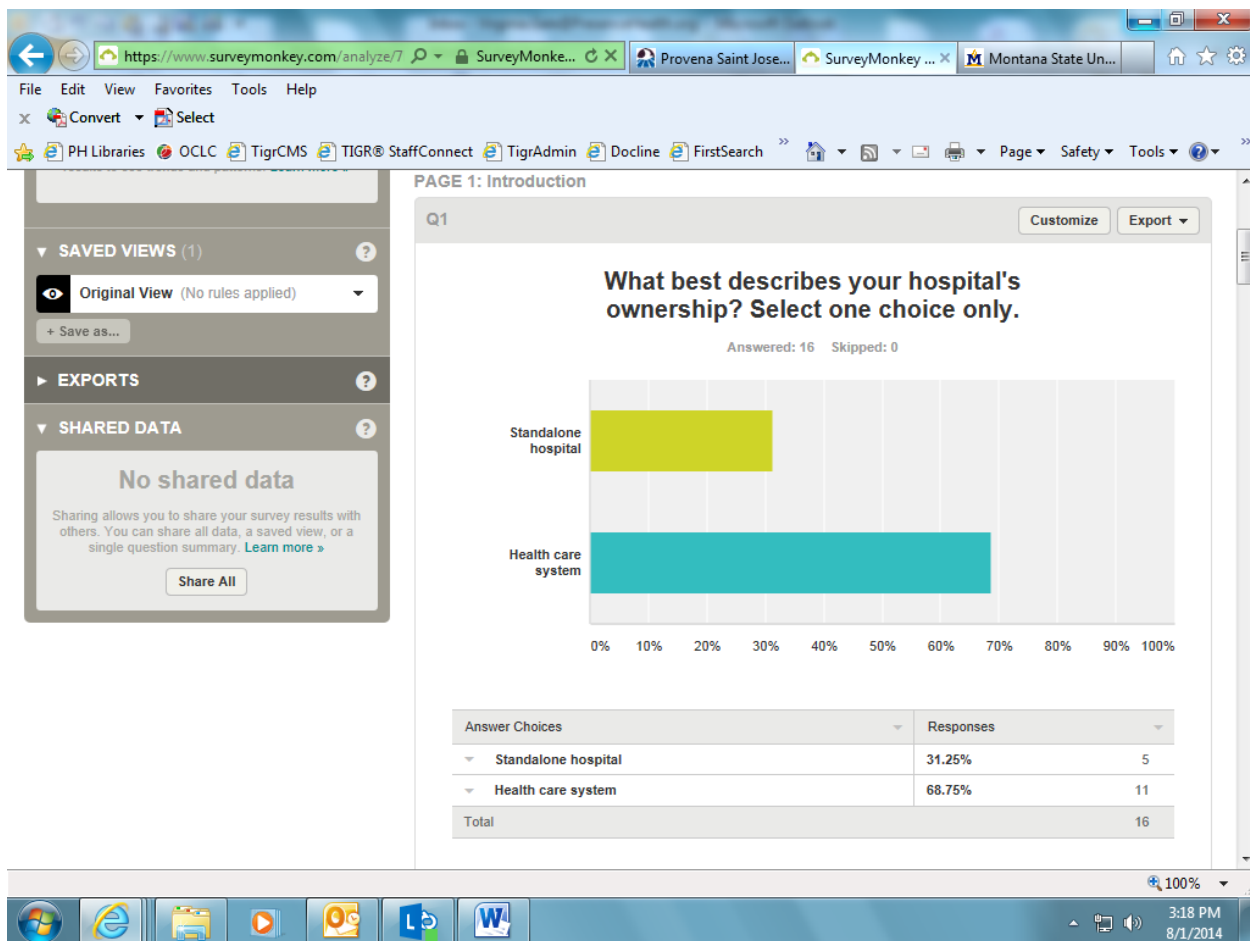 https://www.surveymonkey.com/analyze/7
SurveyMonke...
Provena Saint Jose...
SurveyMonkey ...
Montana State Un...
File Edit View Favorites Tools Help
x Convert Select
PH Libraries OCLC TigrCMS TIGR® StaffConnect TigrAdmin Docline FirstSearch » Page Safety Tools »
Learn more »
▼ SAVED VIEWS (1) ?
Original View (No rules applied)
+ Save as...
► EXPORTS ?
▼ SHARED DATA ?
No shared data
Sharing allows you to share your survey results with
others. You can share all data, a saved view, or a
single question summary. Learn more »
Share All
PAGE 1: Introduction
Q1 Customize Export
What best describes your hospital's
ownership? Select one choice only.
Answered: 16 Skipped: 0
Standalone
hospital
Health care
system
0% 10% 20% 30% 40% 50% 60% 70% 80% 90% 100%
Answer Choices Responses
Standalone hospital 31.25% 5
Health care system 68.75% 11
Total 16
100%
3:18 PM
8/1/2014